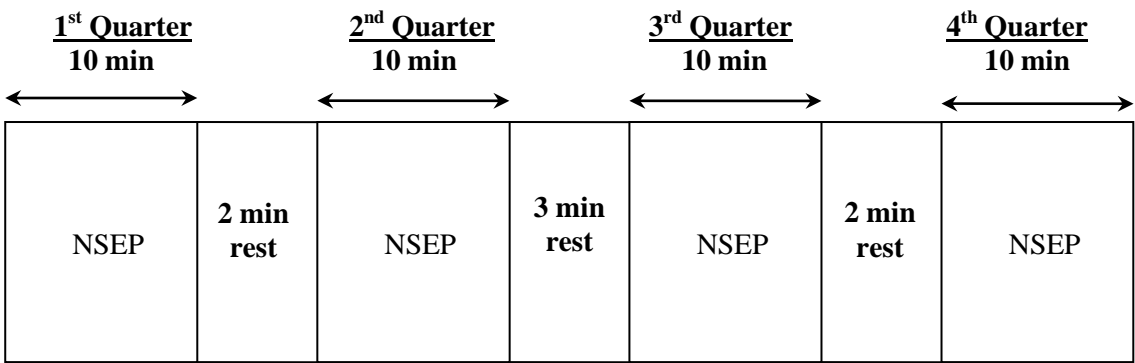 1st Quarter 2nd Quarter 3rd Quarter 4th Quarter
10 min 10 min 10 min 10 min
NSEP 2 min rest NSEP 3 min rest NSEP 2 min rest NSEP